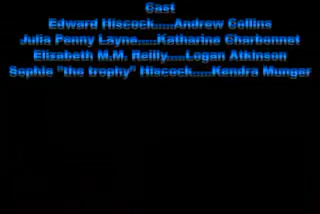 Cast
Edward Hiscock.....Andrew Collins
Julia Penny Layne.....Katharine Charbonnet
Elizabeth M.M. Reilly.....Logan Atkinson
Sophie "the trophy" Hiscock.....Kendra Munger